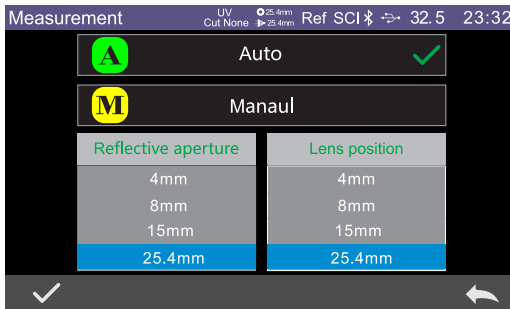 Measurement UV Cut None 25.4mm 25.4mm Ref SCI 32.5 23:32
A Auto
M Manaul
Reflective aperture Lens position
4mm 4mm
8mm 8mm
15mm 15mm
25.4mm 25.4mm